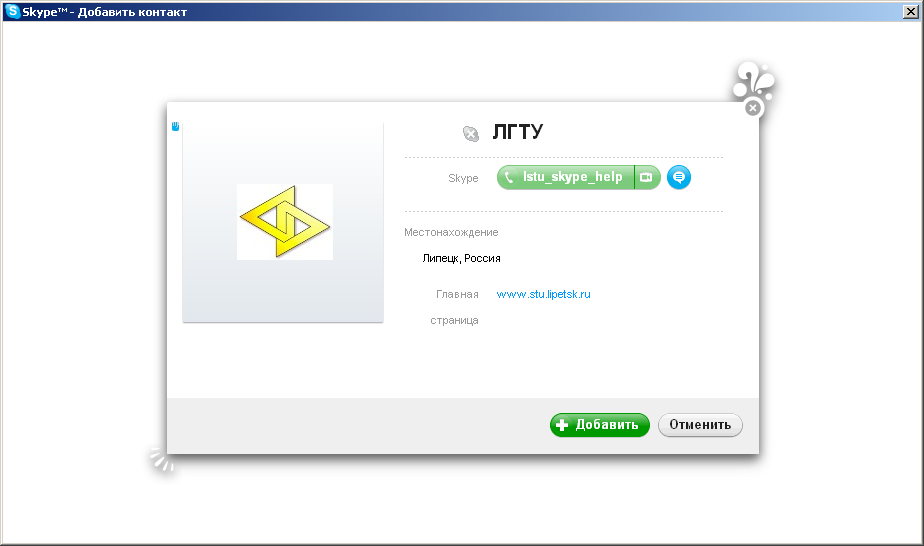 Skype™ - Добавить контакт
ЛГТУ
Skype
lstu_skype_help
Местонахождение
Липецк, Россия
Главная
www.stu.lipetsk.ru
страница
Добавить
Отменить